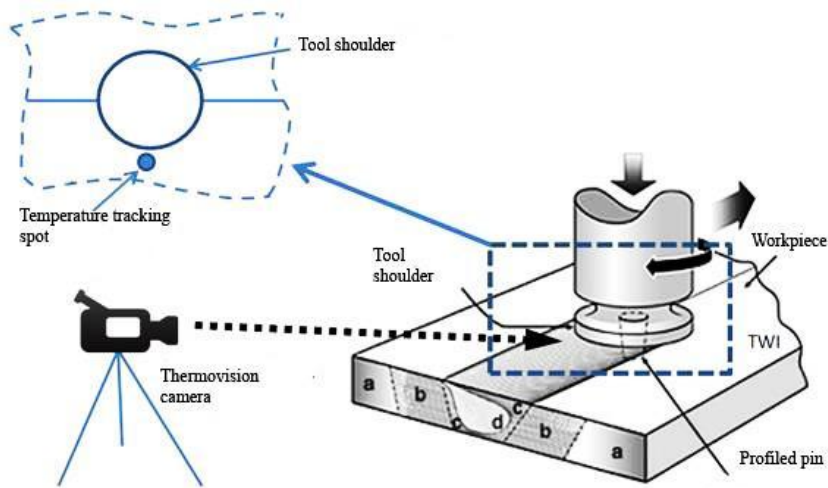 Tool shoulder
Temperature tracking
spot
Tool
shoulder
Workpiece
TWI
Thermovision
camera
a
b
c
c
d
b
a
Profiled pin